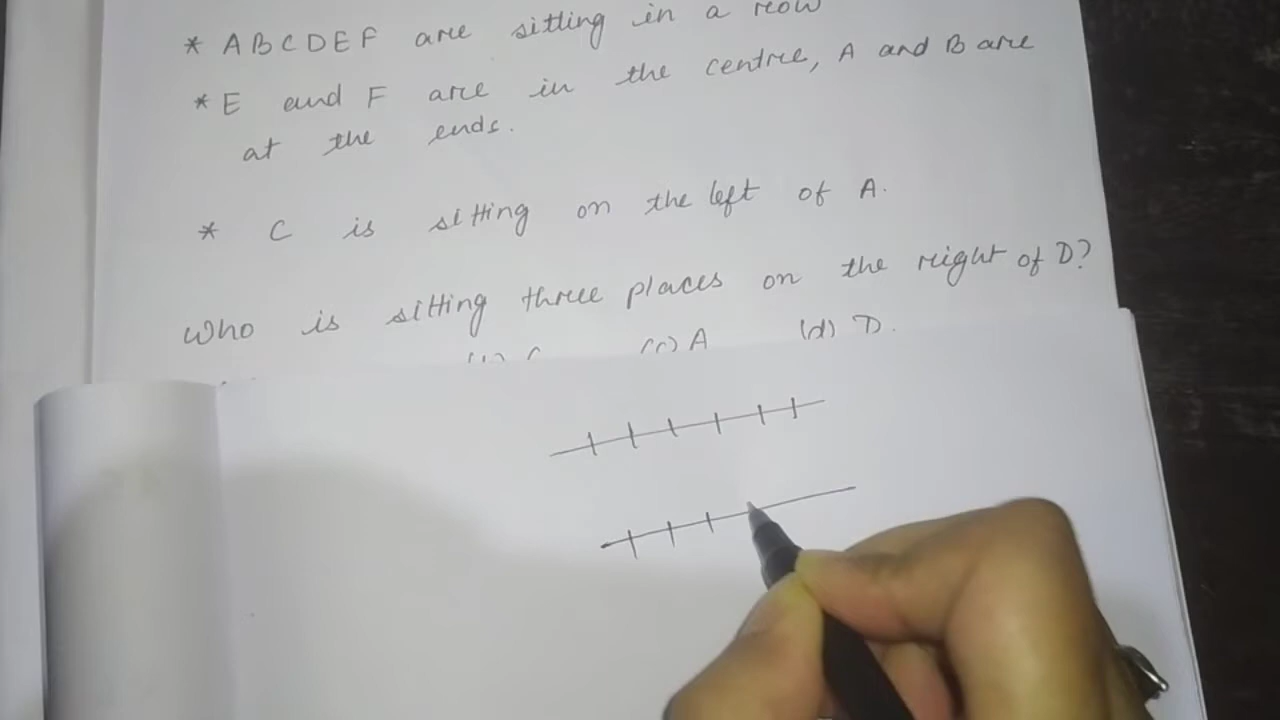 * A B C D E F are sitting in a row
* E and F are in the centre, A and B are
at the ends.
* C is sitting on the left of A.
Who is sitting three places on the right of D?
(c) A (d) D.